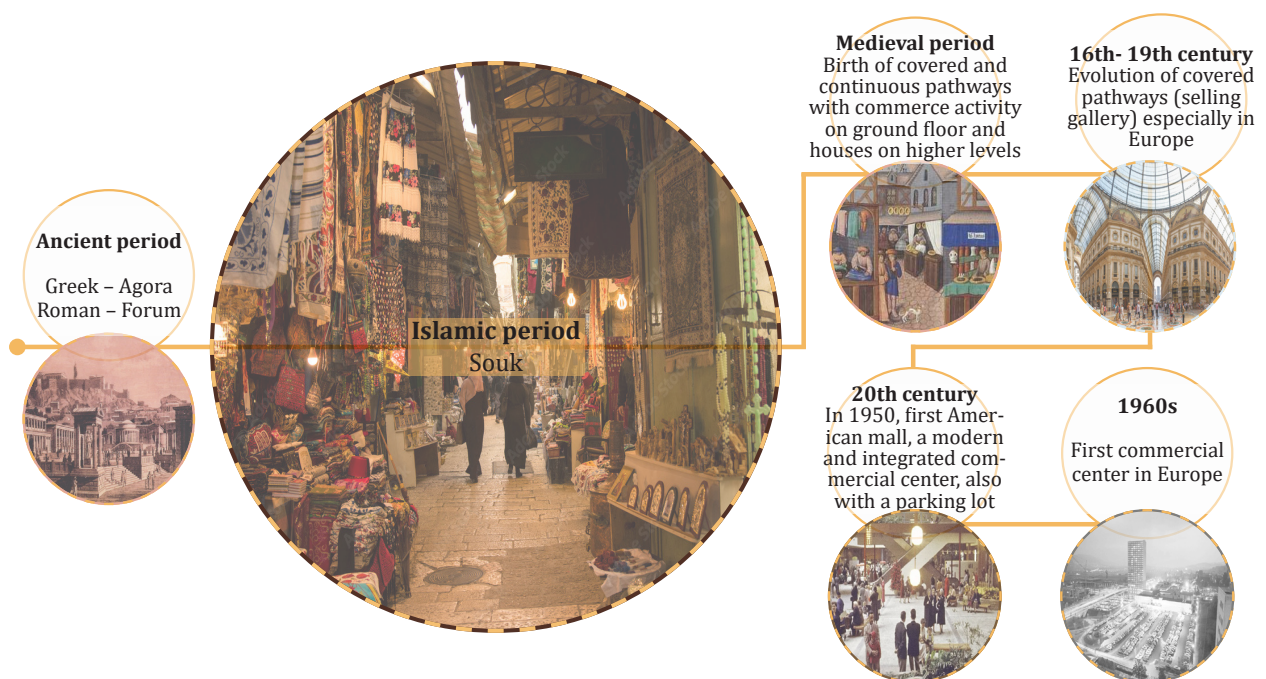 Ancient period
Greek – Agora
Roman – Forum
Islamic period
Souk
Medieval period
Birth of covered and
continuous pathways
with commerce activity
on ground floor and
houses on higher levels
16th- 19th century
Evolution of covered
pathways (selling
gallery) especially in
Europe
20th century
In 1950, first Amer-
ican mall, a modern
and integrated com-
mercial center, also
with a parking lot
1960s
First commercial
center in Europe